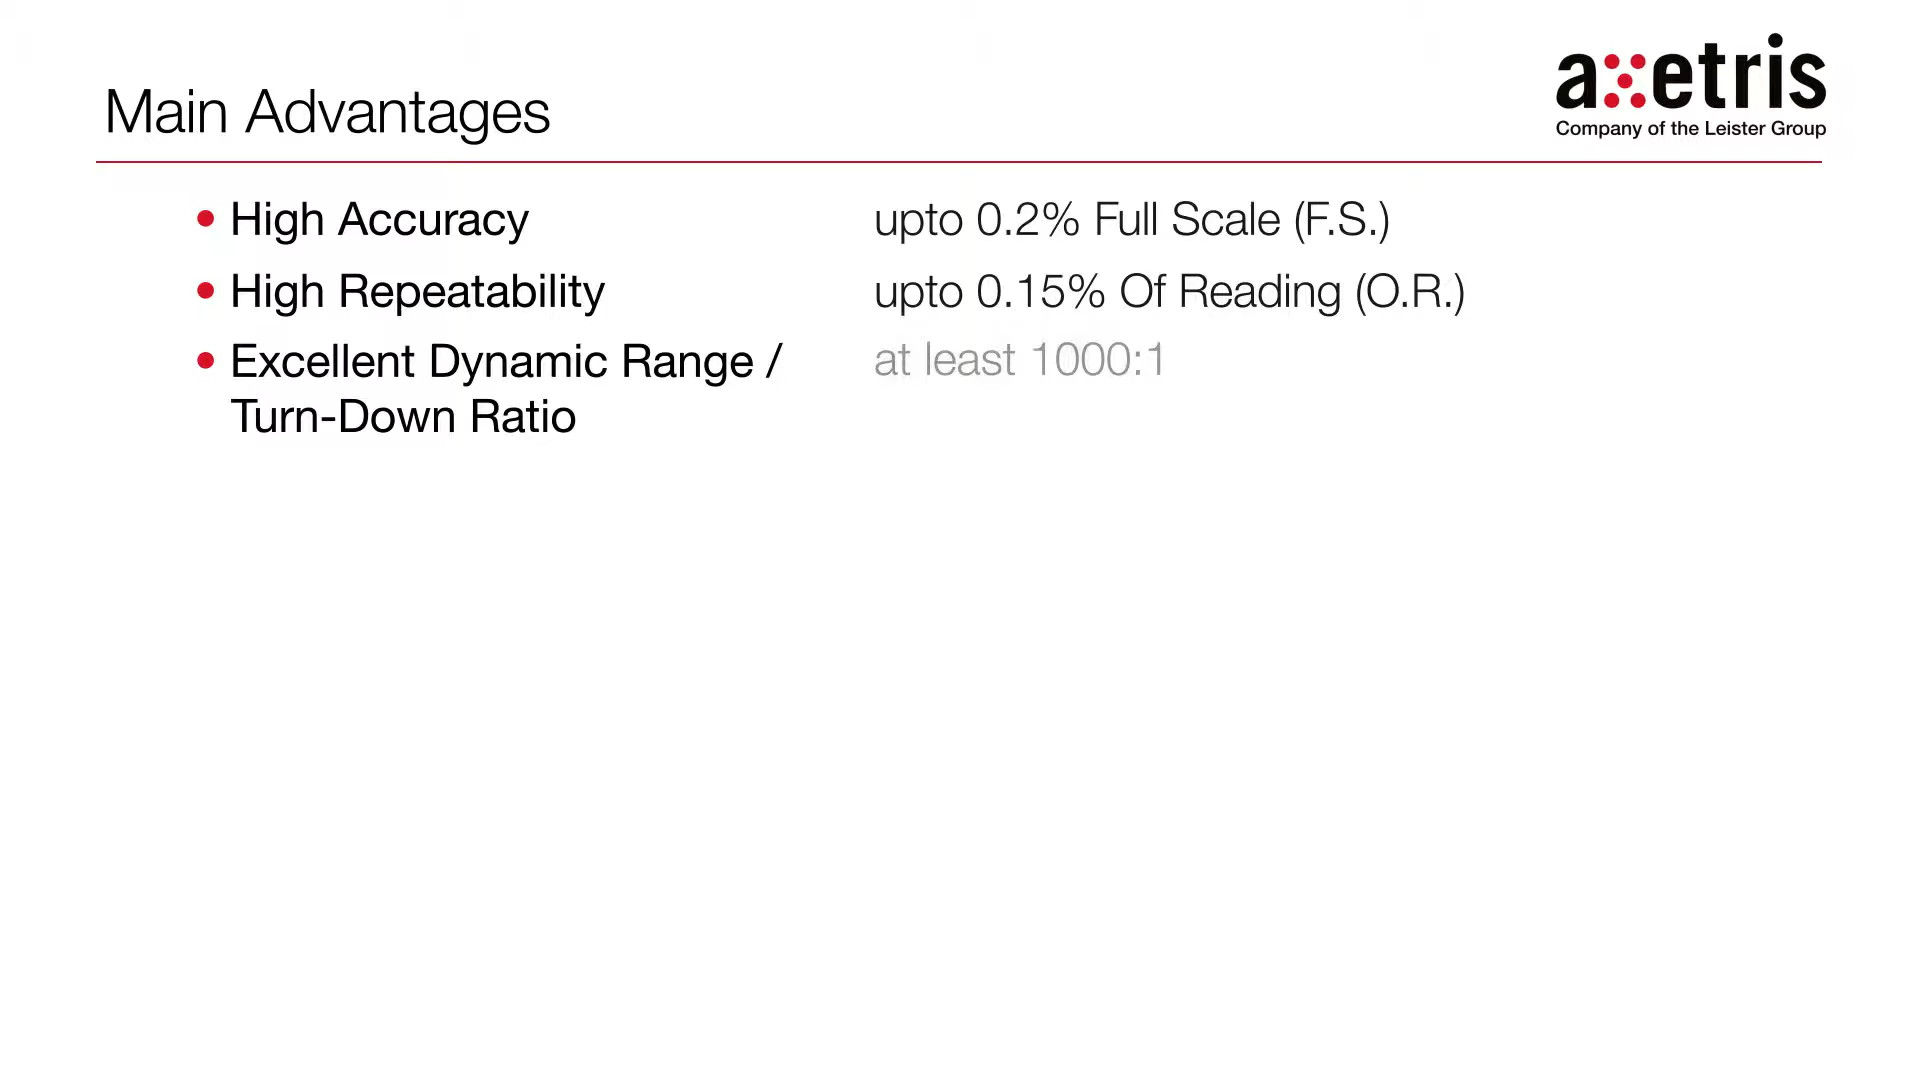 Main Advantages
axetris
Company of the Leister Group
• High Accuracy upto 0.2% Full Scale (F.S.)
• High Repeatability upto 0.15% Of Reading (O.R.)
• Excellent Dynamic Range / at least 1000:1
Turn-Down Ratio